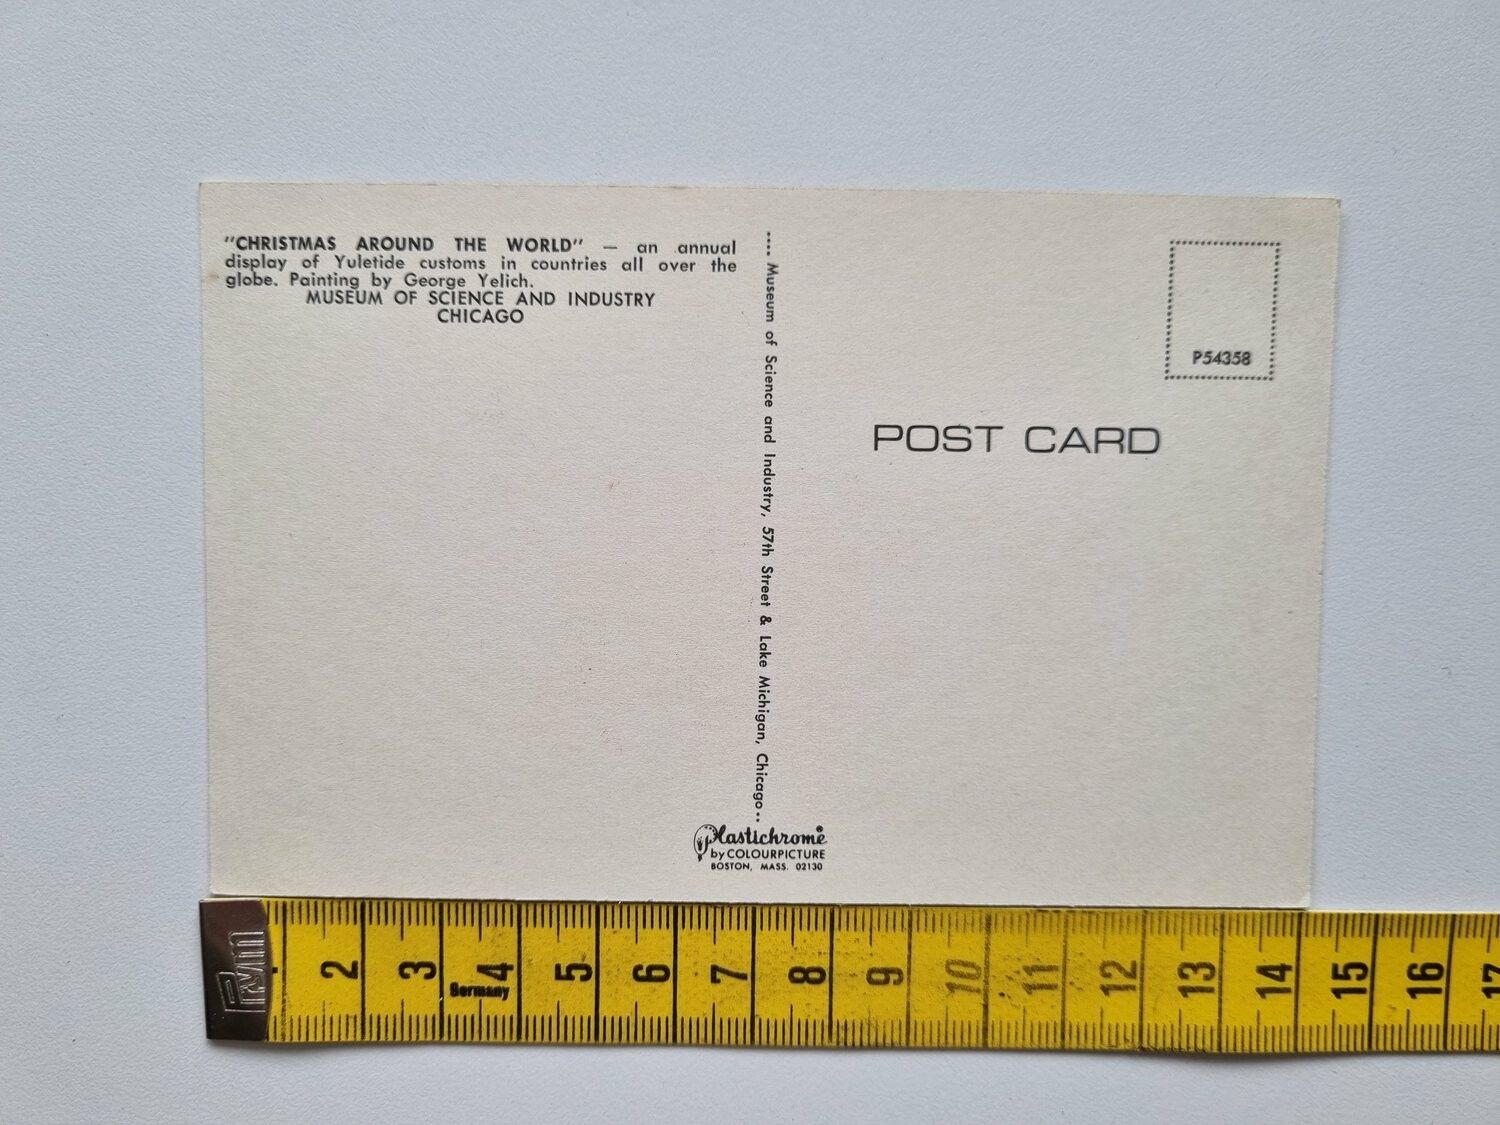 "CHRISTMAS AROUND THE WORLD" — an annual
display of Yuletide customs in countries all over the
globe. Painting by George Yelich.
MUSEUM OF SCIENCE AND INDUSTRY
CHICAGO
.... Museum of Science and Industry, 57th Street & Lake Michigan, Chicago..
P54358
POST CARD
Plastichrome®
by COLOURPICTURE
BOSTON, MASS. 02130
2 3 4 5 6 7 8 9 10 11 12 13 14 15 16 17
Germany